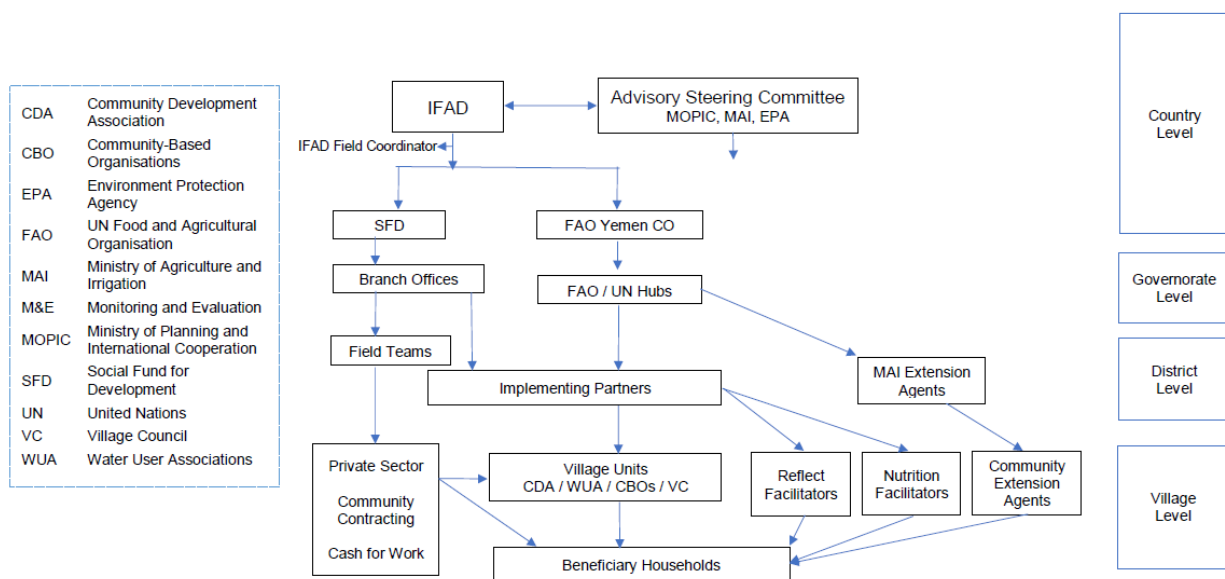 CDA Community Development
Association
CBO Community-Based
Organisations
EPA Environment Protection
Agency
FAO UN Food and Agricultural
Organisation
MAI Ministry of Agriculture and
Irrigation
M&E Monitoring and Evaluation
MOPIC Ministry of Planning and
International Cooperation
SFD Social Fund for
Development
UN United Nations
VC Village Council
WUA Water User Associations
IFAD
Advisory Steering Committee
MOPIC, MAI, EPA
IFAD Field Coordinator
SFD
FAO Yemen CO
Branch Offices
FAO / UN Hubs
Field Teams
Implementing Partners
MAI Extension
Agents
Private Sector
Community
Contracting
Cash for Work
Village Units
CDA / WUA / CBOs / VC
Reflect
Facilitators
Nutrition
Facilitators
Community
Extension
Agents
Beneficiary Households
Country
Level
Governorate
Level
District
Level
Village
Level